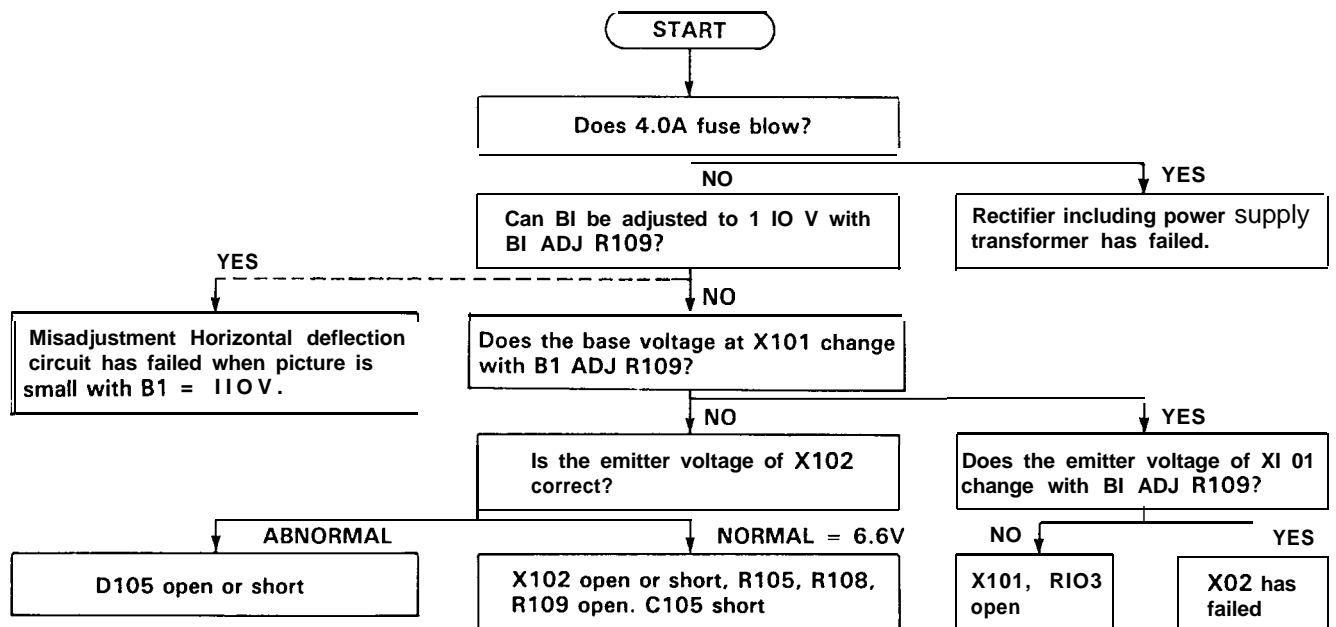 START
Does 4.0A fuse blow?
NO
YES
Can BI be adjusted to 1 IO V with
BI ADJ R109?
Rectifier including power supply
transformer has failed.
YES
NO
Misadjustment Horizontal deflection
circuit has failed when picture is
small with B1 = IIOV.
Does the base voltage at X101 change
with B1 ADJ R109?
NO
YES
Is the emitter voltage of X102
correct?
Does the emitter voltage of XI 01
change with BI ADJ R109?
ABNORMAL
NORMAL = 6.6V
NO
YES
D105 open or short
X102 open or short, R105, R108,
R109 open. C105 short
X101, RIO3
open
X02 has
failed